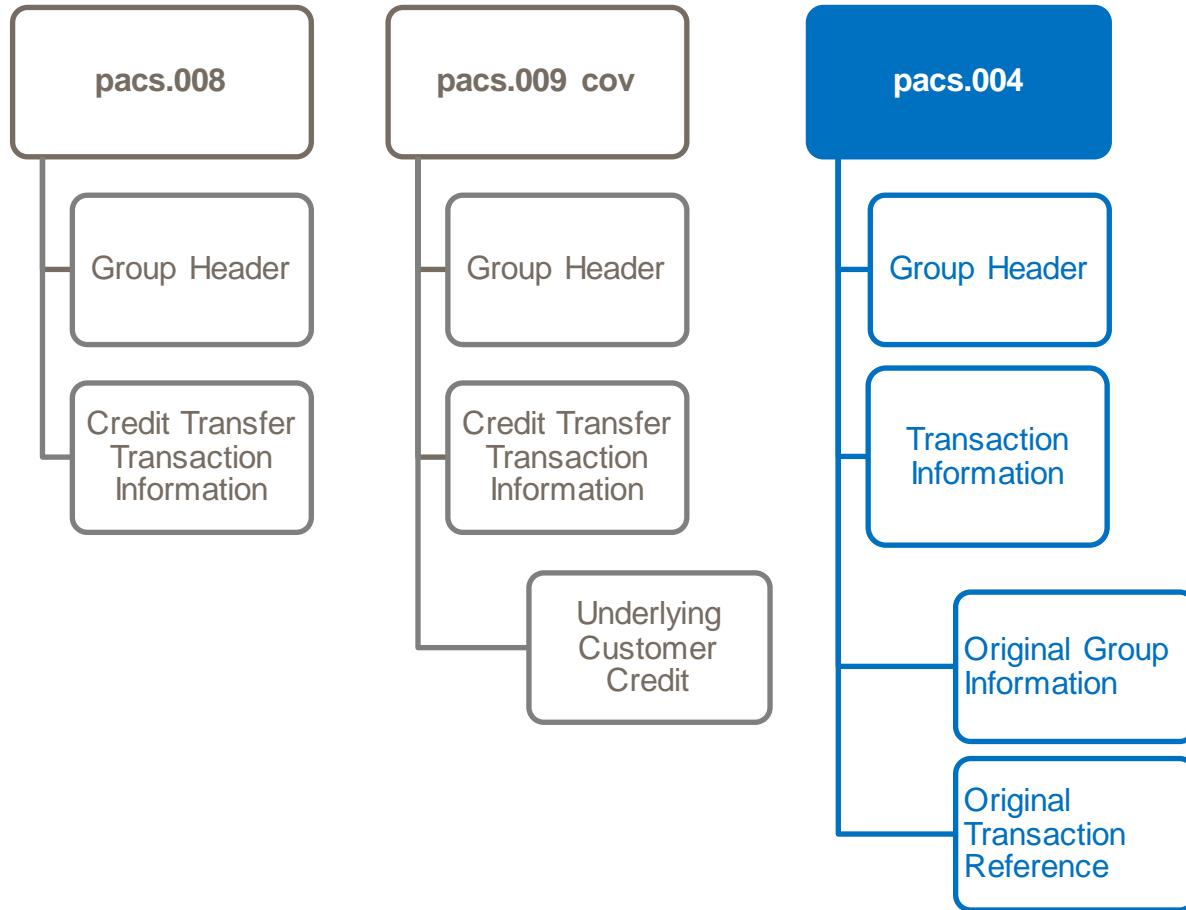 pacs.008
Group Header
Credit Transfer
Transaction
Information
pacs.009 cov
Group Header
Credit Transfer
Transaction
Information
Underlying
Customer
Credit
pacs.004
Group Header
Transaction
Information
Original Group
Information
Original
Transaction
Reference